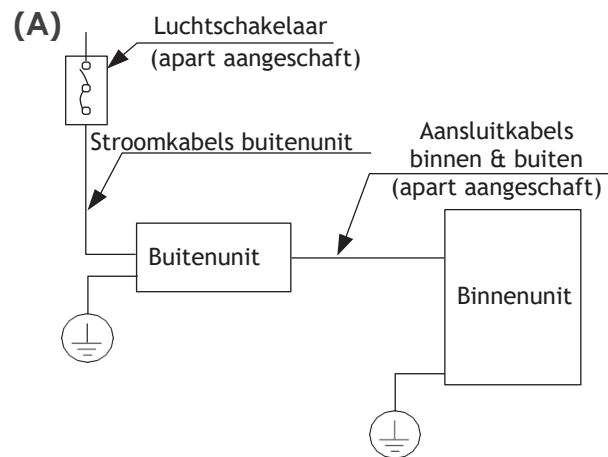 (A)
Luchtschakelaar
(apart aangeschaft)
Stroomkabels buitenunit
Aansluitkabels
binnen & buiten
(apart aangeschaft)
Buitenunit
Binnenunit